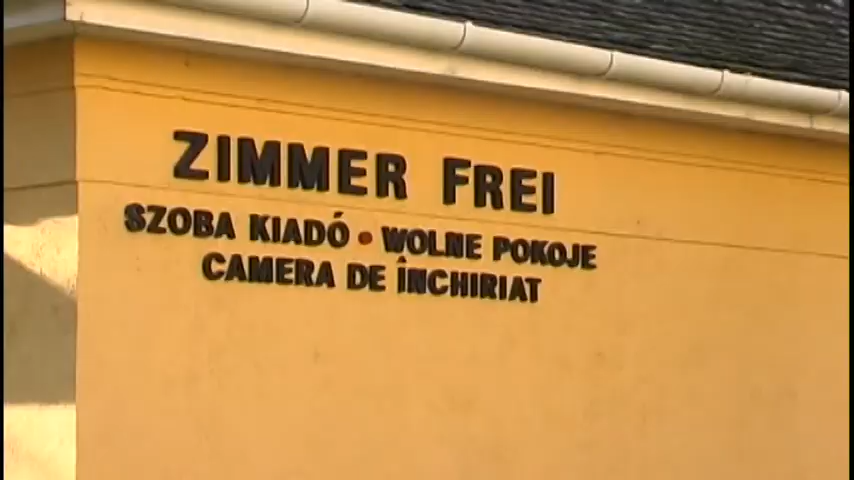 ZIMMER FREI
SZOBA KIADÓ • WOLNE POKOJE
CAMERA DE ÎNCHIRIAT